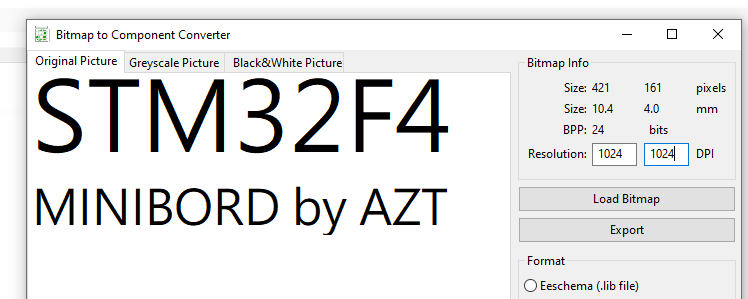 Bitmap to Component Converter
Original Picture Greyscale Picture Black&White Picture
STM32F4
MINIBORD by AZT
Bitmap Info
Size: 421 161 pixels
Size: 10.4 4.0 mm
BPP: 24 bits
Resolution: 1024 1024 DPI
Load Bitmap
Export
Format
Eeschema (.lib file)